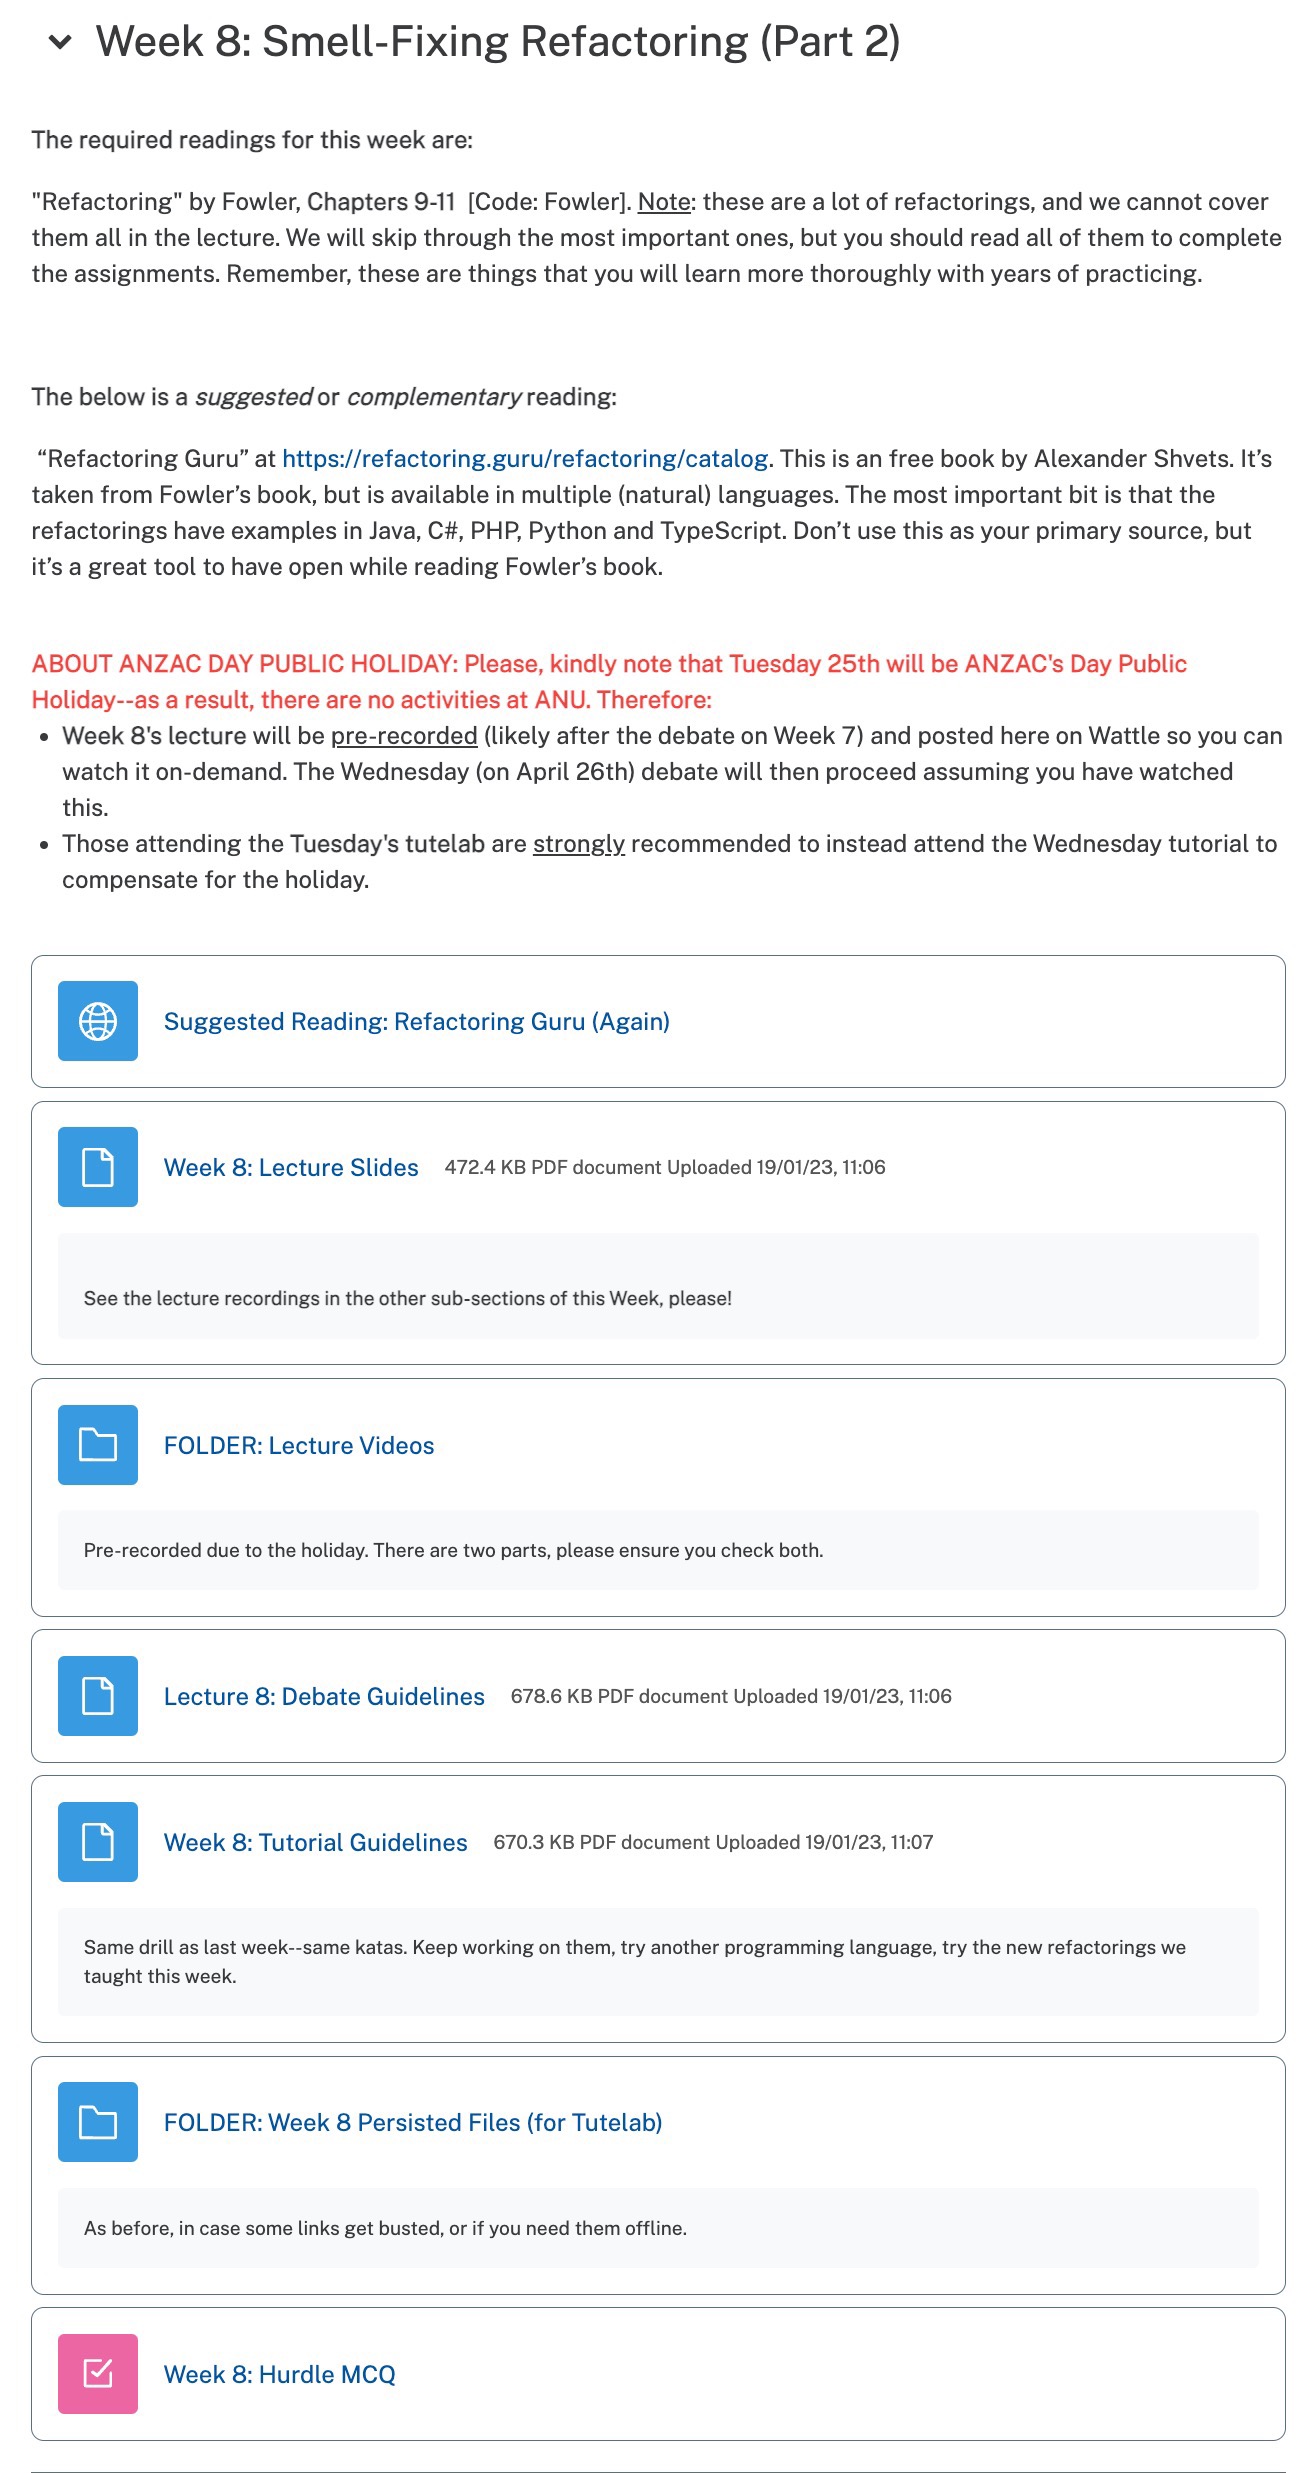 Week 8: Smell-Fixing Refactoring (Part 2)
The required readings for this week are:
"Refactoring" by Fowler, Chapters 9-11  [Code: Fowler]. Note: these are a lot of refactorings, and we cannot cover
them all in the lecture. We will skip through the most important ones, but you should read all of them to complete
the assignments. Remember, these are things that you will learn more thoroughly with years of practicing.
The below is a suggested or complementary reading:
“Refactoring Guru” at https://refactoring.guru/refactoring/catalog. This is an free book by Alexander Shvets. It’s
taken from Fowler’s book, but is available in multiple (natural) languages. The most important bit is that the
refactorings have examples in Java, C#, PHP, Python and TypeScript. Don’t use this as your primary source, but
it’s a great tool to have open while reading Fowler’s book.
ABOUT ANZAC DAY PUBLIC HOLIDAY: Please, kindly note that Tuesday 25th will be ANZAC's Day Public
Holiday--as a result, there are no activities at ANU. Therefore:
• Week 8's lecture will be pre-recorded (likely after the debate on Week 7) and posted here on Wattle so you can
watch it on-demand. The Wednesday (on April 26th) debate will then proceed assuming you have watched
this.
• Those attending the Tuesday's tutelab are strongly recommended to instead attend the Wednesday tutorial to
compensate for the holiday.
Suggested Reading: Refactoring Guru (Again)
Week 8: Lecture Slides 472.4 KB PDF document Uploaded 19/01/23, 11:06
See the lecture recordings in the other sub-sections of this Week, please!
FOLDER: Lecture Videos
Pre-recorded due to the holiday. There are two parts, please ensure you check both.
Lecture 8: Debate Guidelines 678.6 KB PDF document Uploaded 19/01/23, 11:06
Week 8: Tutorial Guidelines 670.3 KB PDF document Uploaded 19/01/23, 11:07
Same drill as last week--same katas. Keep working on them, try another programming language, try the new refactorings we
taught this week.
FOLDER: Week 8 Persisted Files (for Tutelab)
As before, in case some links get busted, or if you need them offline.
Week 8: Hurdle MCQ